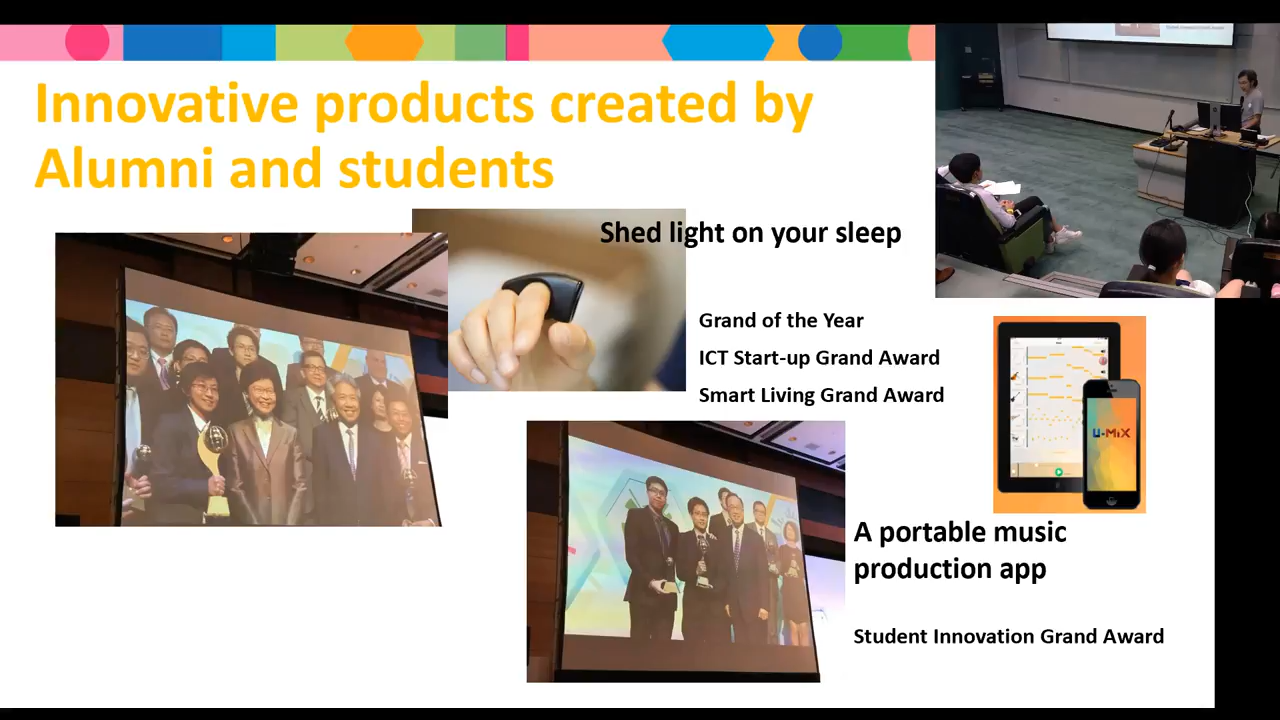 Innovative products created by
Alumni and students
Shed light on your sleep
Grand of the Year
ICT Start-up Grand Award
Smart Living Grand Award
U-MiX
A portable music
production app
Student Innovation Grand Award